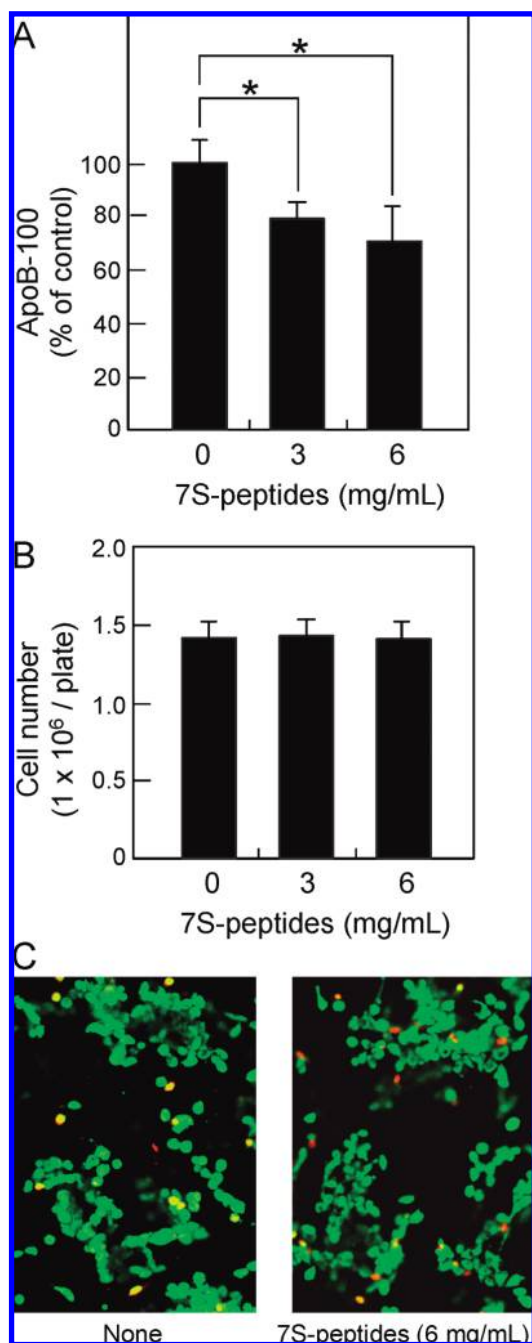 A
*
*
100
80
60
40
20
0
ApoB-100
(% of control)
0 3 6
7S-peptides (mg/mL)
B
2.0
1.5
1.0
0.5
0
Cell number
(1 x 10⁶ / plate)
0 3 6
7S-peptides (mg/mL)
C
None 7S-peptides (6 mg/mL)